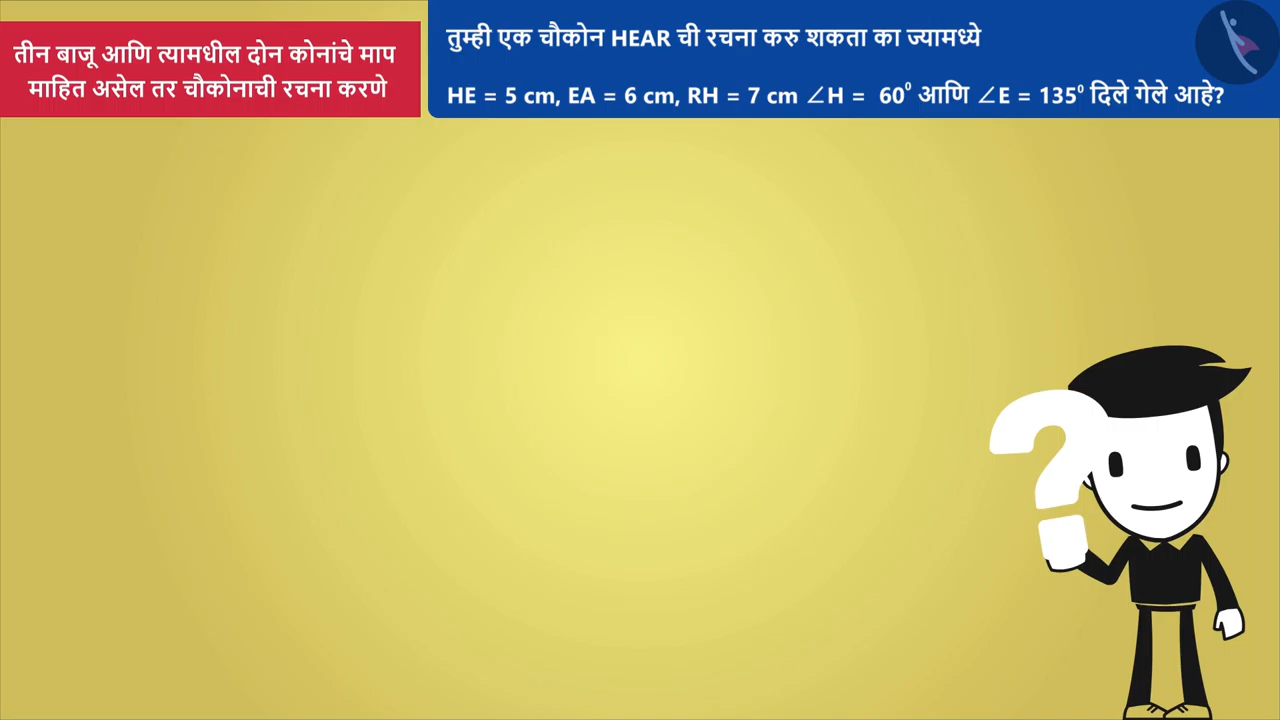 तीन बाजू आणि त्यामधील दोन कोनांचे माप
माहित असेल तर चौकोनाची रचना करणे
तुम्ही एक चौकोन HEAR ची रचना करु शकता का ज्यामध्ये
HE = 5 cm, EA = 6 cm, RH = 7 cm ∠H = 60⁰ आणि ∠E = 135⁰ दिले गेले आहे?